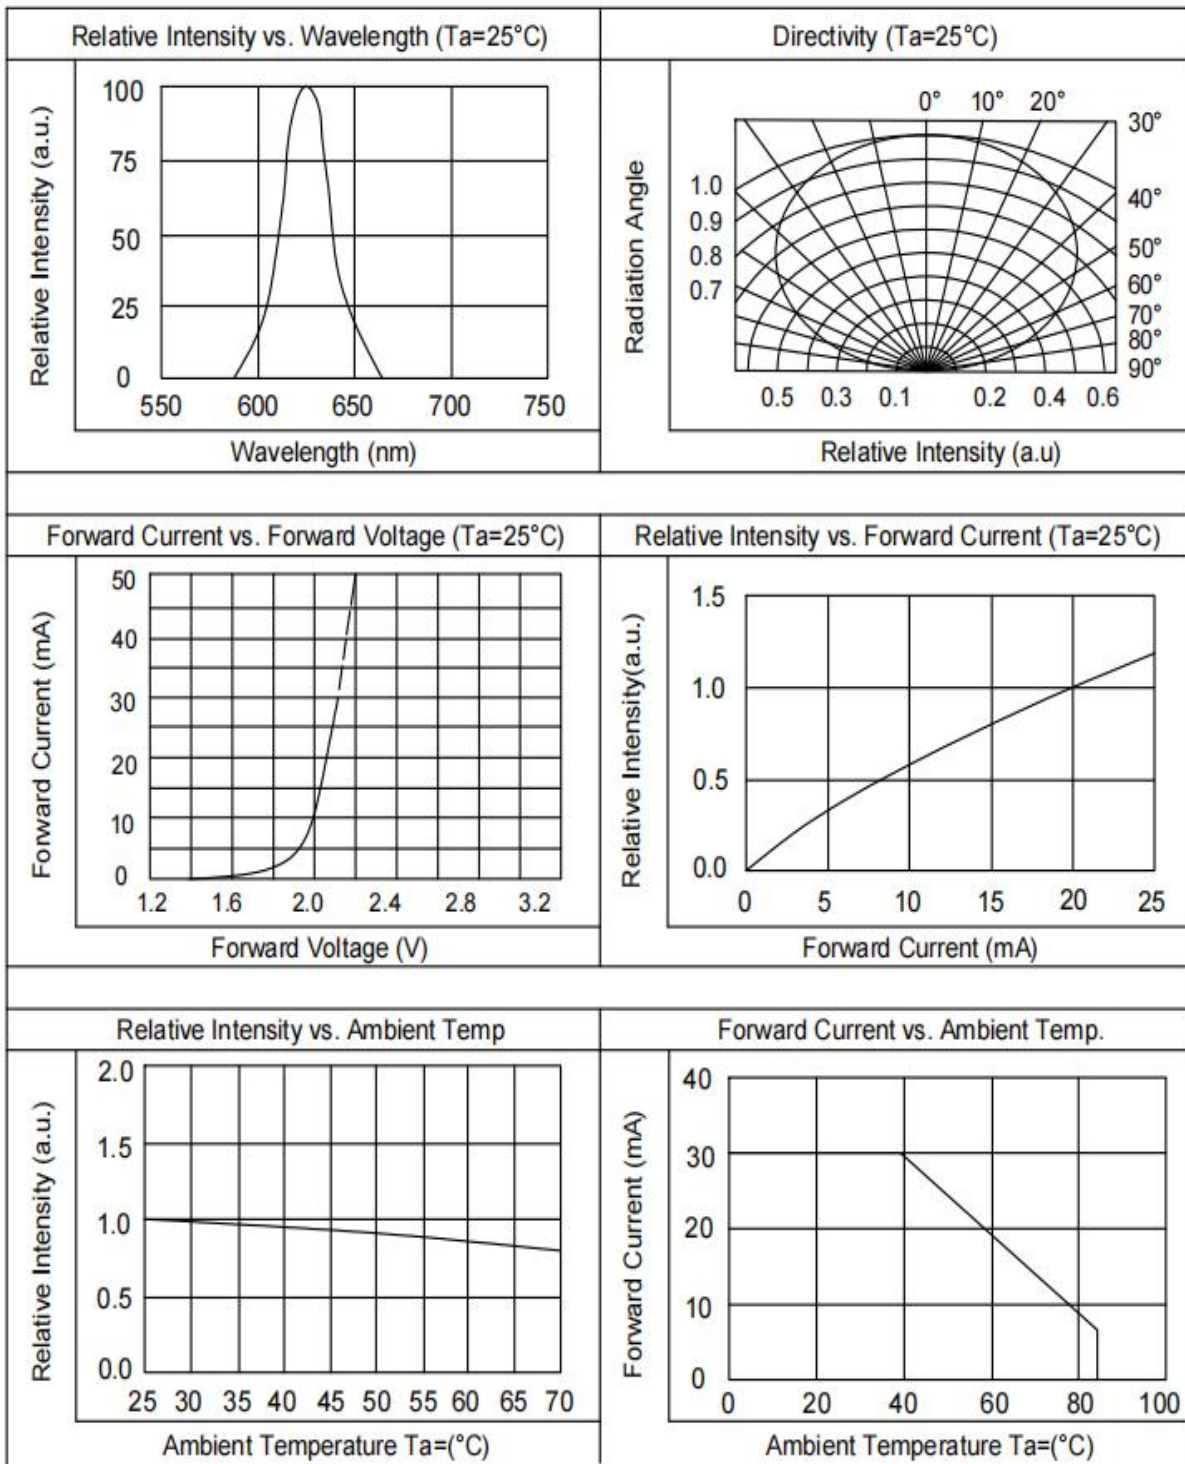 Relative Intensity vs. Wavelength (Ta=25°C)
Relative Intensity (a.u.)
100
75
50
25
0
550 600 650 700 750
Wavelength (nm)
Directivity (Ta=25°C)
Radiation Angle
0° 10° 20°
30°
40°
50°
60°
70°
80°
90°
1.0
0.9
0.8
0.7
0.5 0.3 0.1 0.2 0.4 0.6
Relative Intensity (a.u)
Forward Current vs. Forward Voltage (Ta=25°C)
Forward Current (mA)
50
40
30
20
10
0
1.2 1.6 2.0 2.4 2.8 3.2
Forward Voltage (V)
Relative Intensity vs. Forward Current (Ta=25°C)
Relative Intensity(a.u.)
1.5
1.0
0.5
0.0
0 5 10 15 20 25
Forward Current (mA)
Relative Intensity vs. Ambient Temp
Relative Intensity (a.u.)
2.0
1.5
1.0
0.5
0.0
25 30 35 40 45 50 55 60 65 70
Ambient Temperature Ta=(°C)
Forward Current vs. Ambient Temp.
Forward Current (mA)
40
30
20
10
0
0 20 40 60 80 100
Ambient Temperature Ta=(°C)